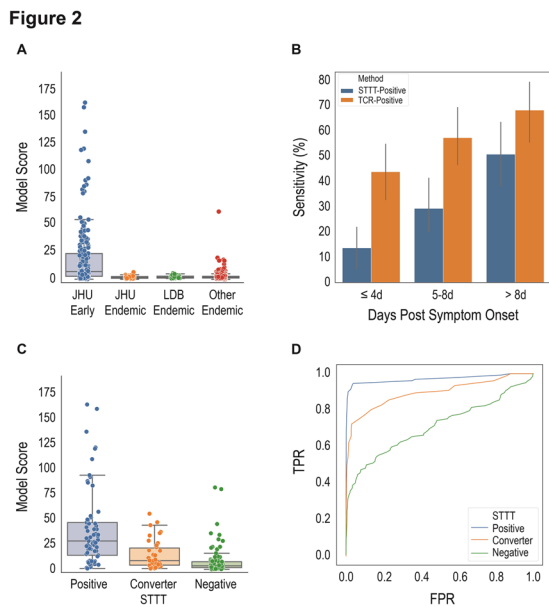 Figure 2
A
Model Score
175
150
125
100
75
50
25
0
JHU Early
JHU Endemic
LDB Endemic
Other Endemic
B
Method
STTT-Positive
TCR-Positive
Sensitivity (%)
80
70
60
50
40
30
20
10
0
≤ 4d
5-8d
> 8d
Days Post Symptom Onset
C
Model Score
175
150
125
100
75
50
25
0
Positive
Converter
Negative
STTT
D
TPR
1.0
0.8
0.6
0.4
0.2
0.0
0.0
0.2
0.4
0.6
0.8
1.0
FPR
STTT
Positive
Converter
Negative